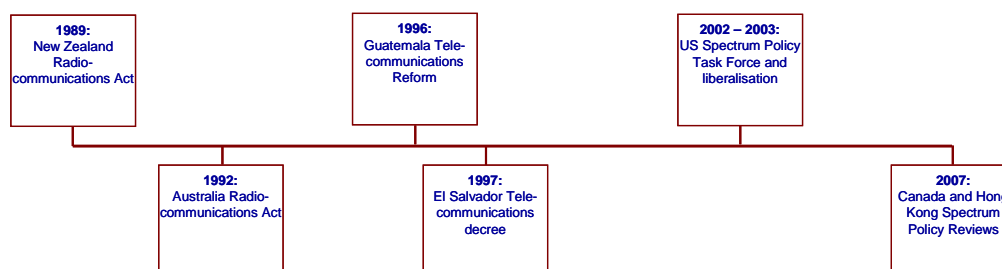 1989:
New Zealand
Radio-
communications Act
1996:
Guatemala Tele-
communications
Reform
2002 – 2003:
US Spectrum Policy
Task Force and
liberalisation
1992:
Australia Radio-
communications Act
1997:
El Salvador Tele-
communications
decree
2007:
Canada and Hong
Kong Spectrum
Policy Reviews